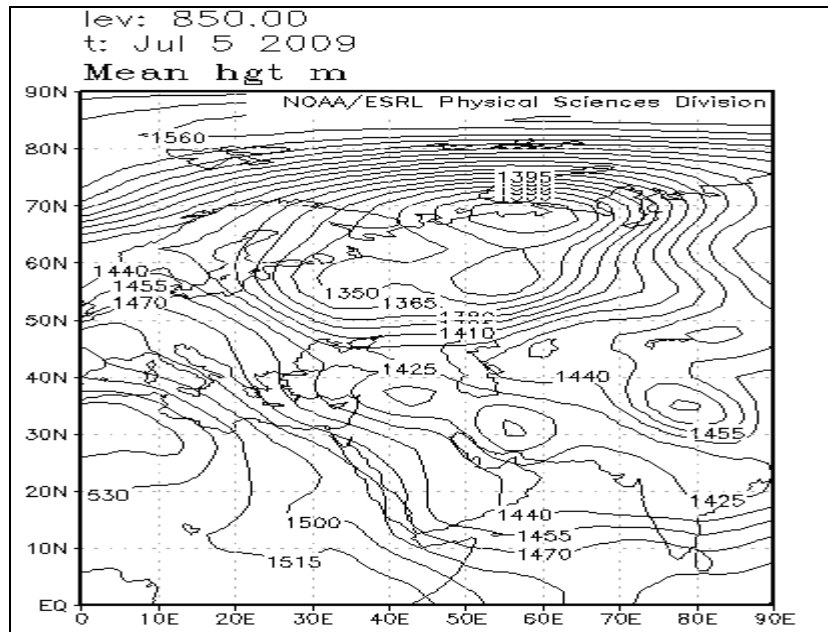 lev: 850.00
t: Jul 5 2009
Mean hgt m
90N
NOAA/ESRL Physical Sciences Division
1560
80N
1395
70N
60N
1440
1455
1470
1350
1365
1380
50N
1410
1425
40N
1440
1455
30N
530
20N
1425
1500
1440
1455
1470
10N
1515
EQ
0
10E
20E
30E
40E
50E
60E
70E
80E
90E